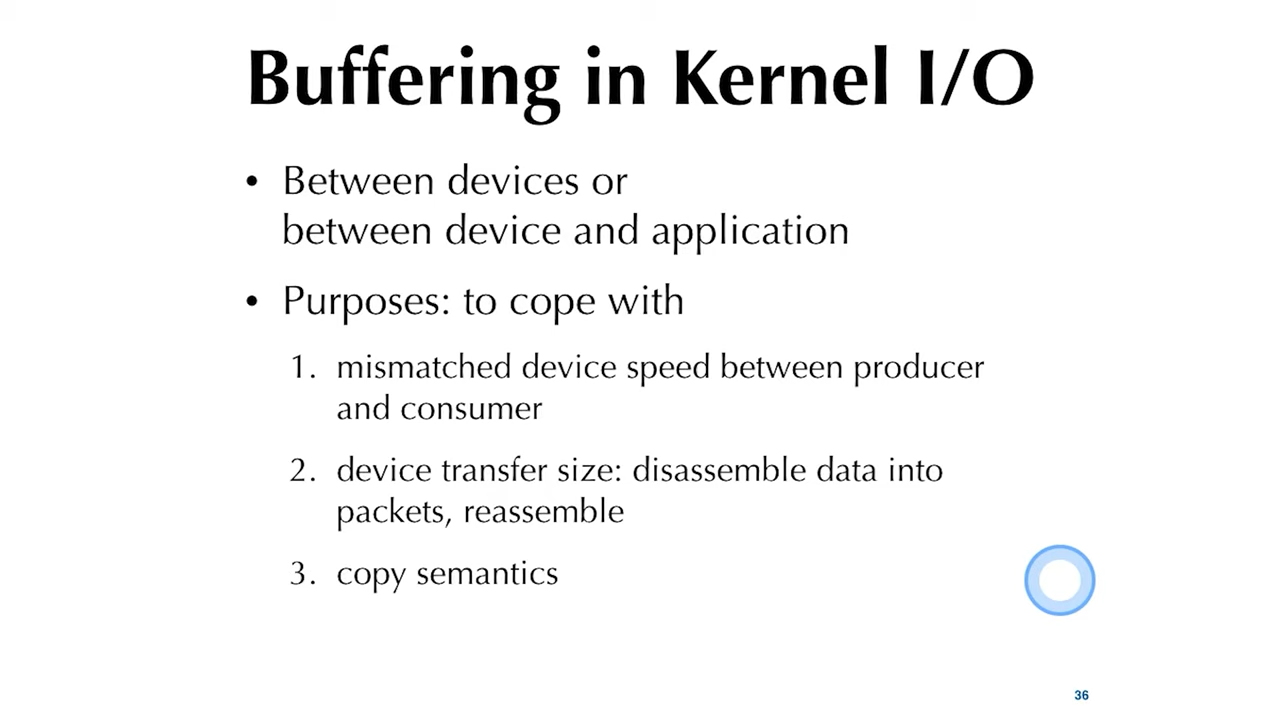 Buffering in Kernel I/O
• Between devices or
between device and application
• Purposes: to cope with
1. mismatched device speed between producer
and consumer
2. device transfer size: disassemble data into
packets, reassemble
3. copy semantics
36